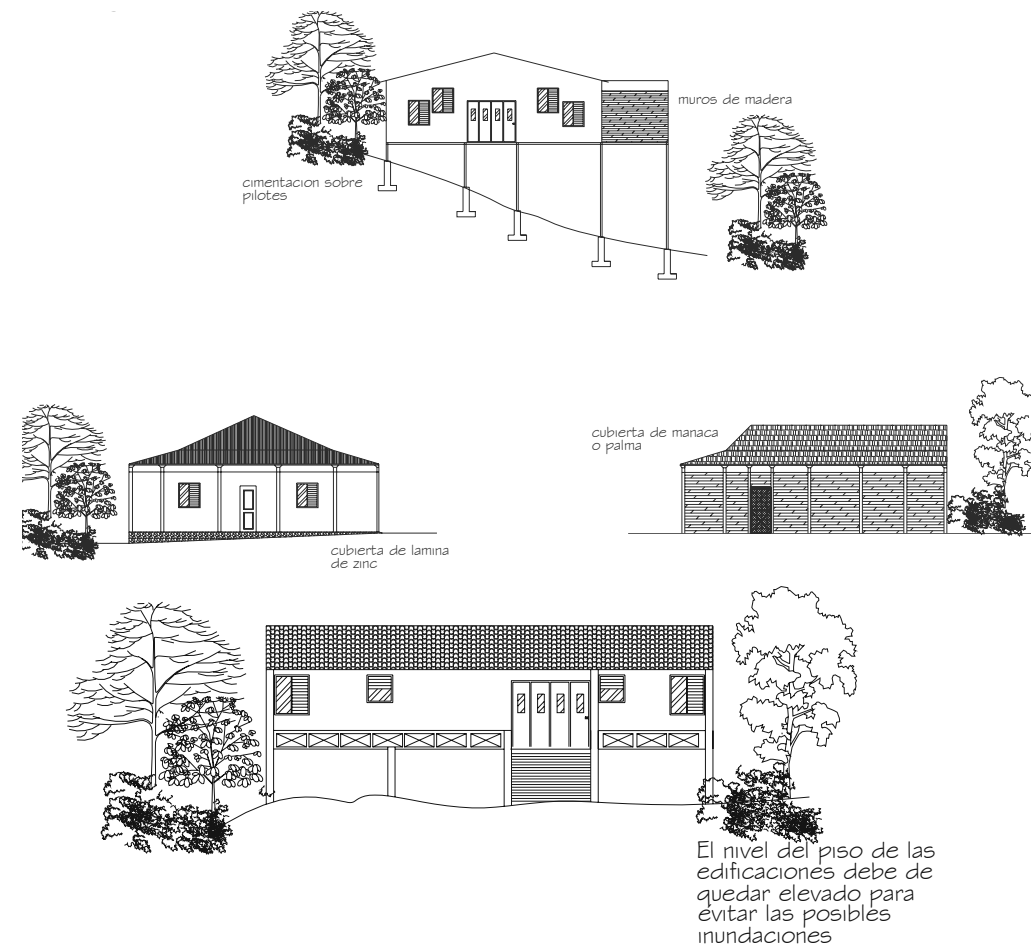 muros de madera
cimentacion sobre
pilotes
cubierta de manaca
o palma
cubierta de lamina
de zinc
El nivel del piso de las
edificaciones debe de
quedar elevado para
evitar las posibles
inundaciones